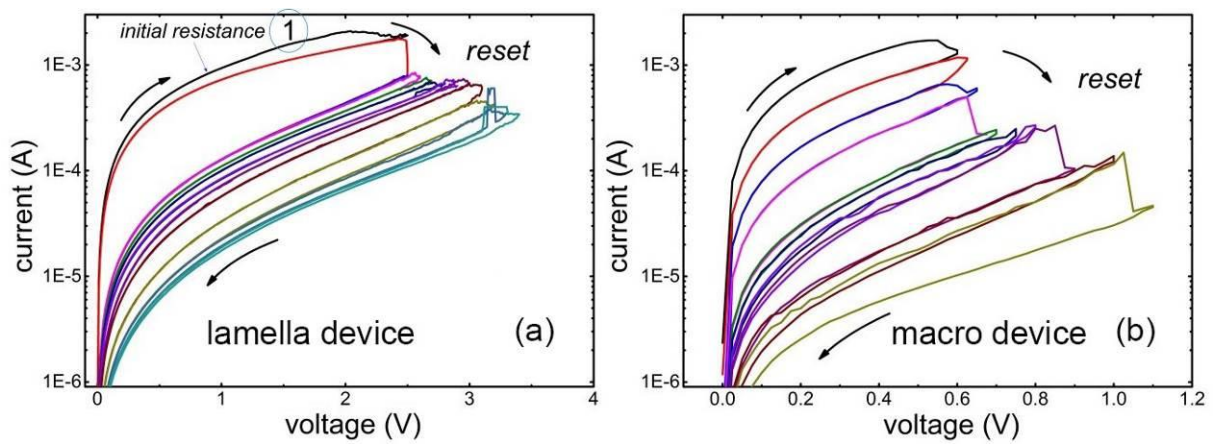 initial resistance
1
reset
1E-3
1E-4
1E-5
1E-6
current (A)
lamella device
(a)
0
1
2
3
4
voltage (V)
reset
1E-3
1E-4
1E-5
1E-6
current (A)
macro device
(b)
0.0
0.2
0.4
0.6
0.8
1.0
1.2
voltage (V)